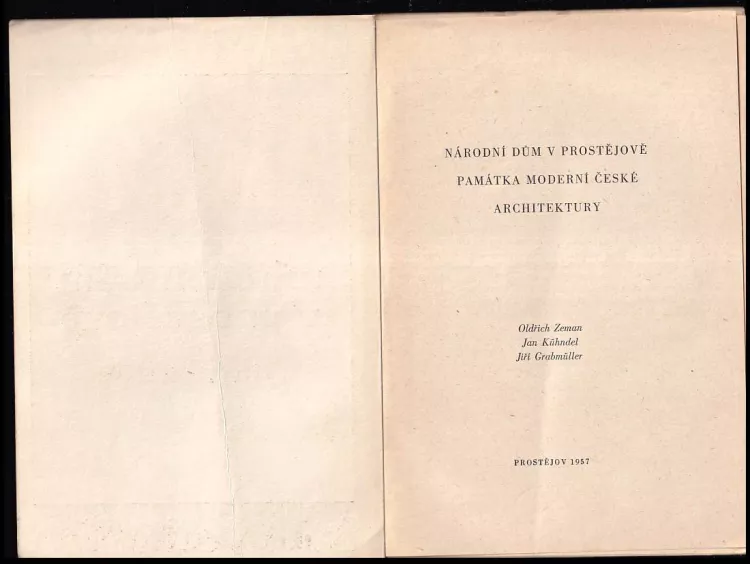 NÁRODNÍ DŮM V PROSTĚJOVĚ
PAMÁTKA MODERNÍ ČESKÉ
ARCHITEKTURY
Oldřich Zeman
Jan Kühndel
Jiří Grabmüller
PROSTĚJOV 1957